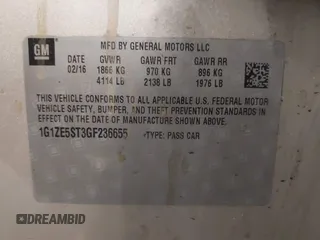 GM
MFD BY GENERAL MOTORS LLC
DATE GVWR GAWR FRT GAWR RR
02/16 1866 KG 970 KG 896 KG
4114 LB 2138 LB 1976 LB
THIS VEHICLE CONFORMS TO ALL APPLICABLE U.S. FEDERAL MOTOR
VEHICLE SAFETY, BUMPER, AND THEFT PREVENTION STANDARDS IN
EFFECT ON THE DATE OF MANUFACTURE SHOWN ABOVE.
1G1ZE5ST3GF236655 TYPE: PASS CAR
DREAMBID